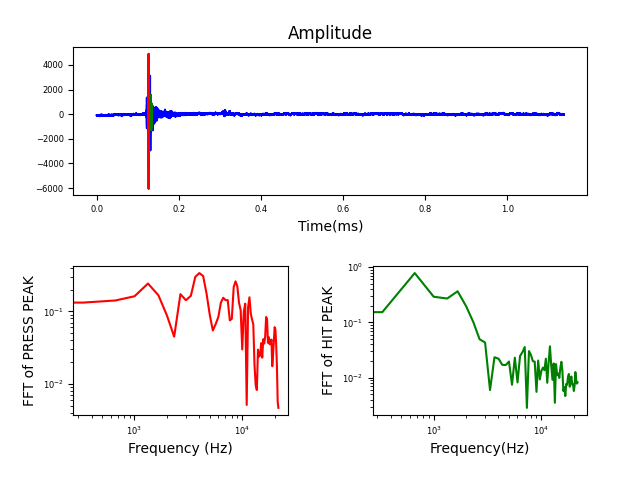 Amplitude
4000
2000
0
−2000
−4000
−6000
0.0 0.2 0.4 0.6 0.8 1.0
Time(ms)
FFT of PRESS PEAK
10⁻¹
10⁻²
10³ 10⁴
Frequency (Hz)
FFT of HIT PEAK
10⁰
10⁻¹
10⁻²
10³ 10⁴
Frequency(Hz)